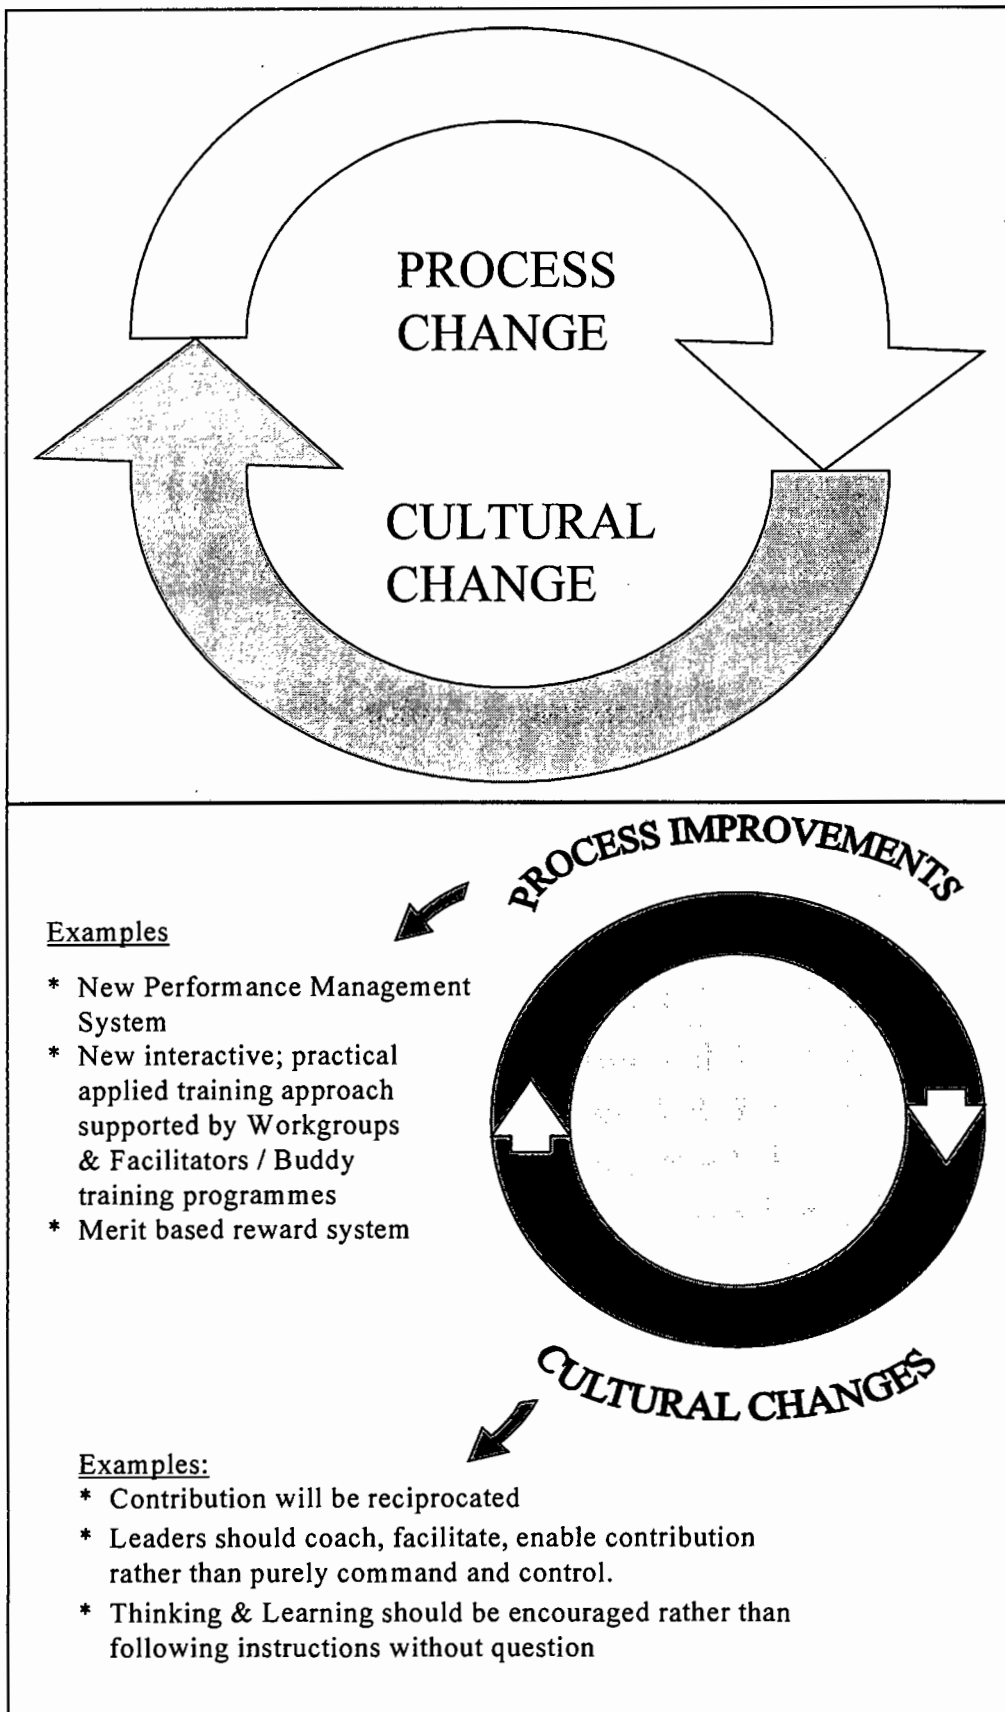 PROCESS
CHANGE
CULTURAL
CHANGE
PROCESS IMPROVEMENTS
Examples
* New Performance Management
System
* New interactive; practical
applied training approach
supported by Workgroups
& Facilitators / Buddy
training programmes
* Merit based reward system
CULTURAL CHANGES
Examples:
* Contribution will be reciprocated
* Leaders should coach, facilitate, enable contribution
rather than purely command and control.
* Thinking & Learning should be encouraged rather than
following instructions without question